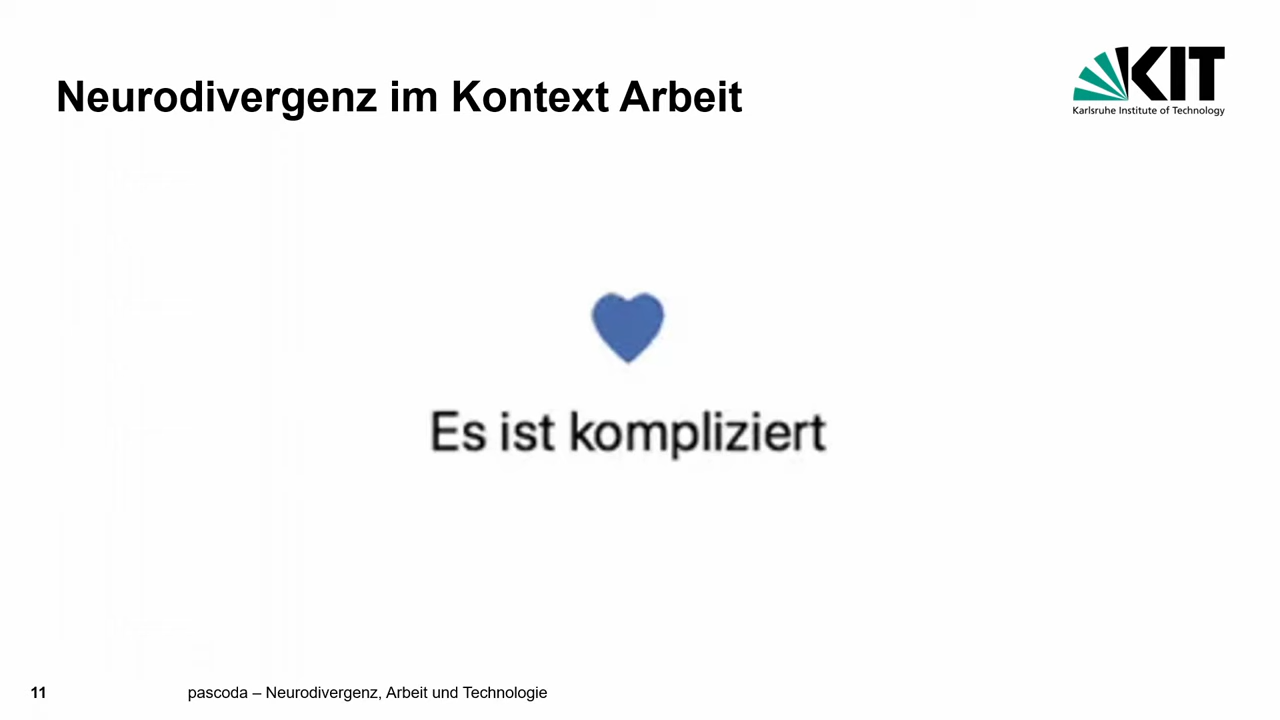 Neurodivergenz im Kontext Arbeit
KIT
Karlsruhe Institute of Technology
Es ist kompliziert
11 pascoda – Neurodivergenz, Arbeit und Technologie